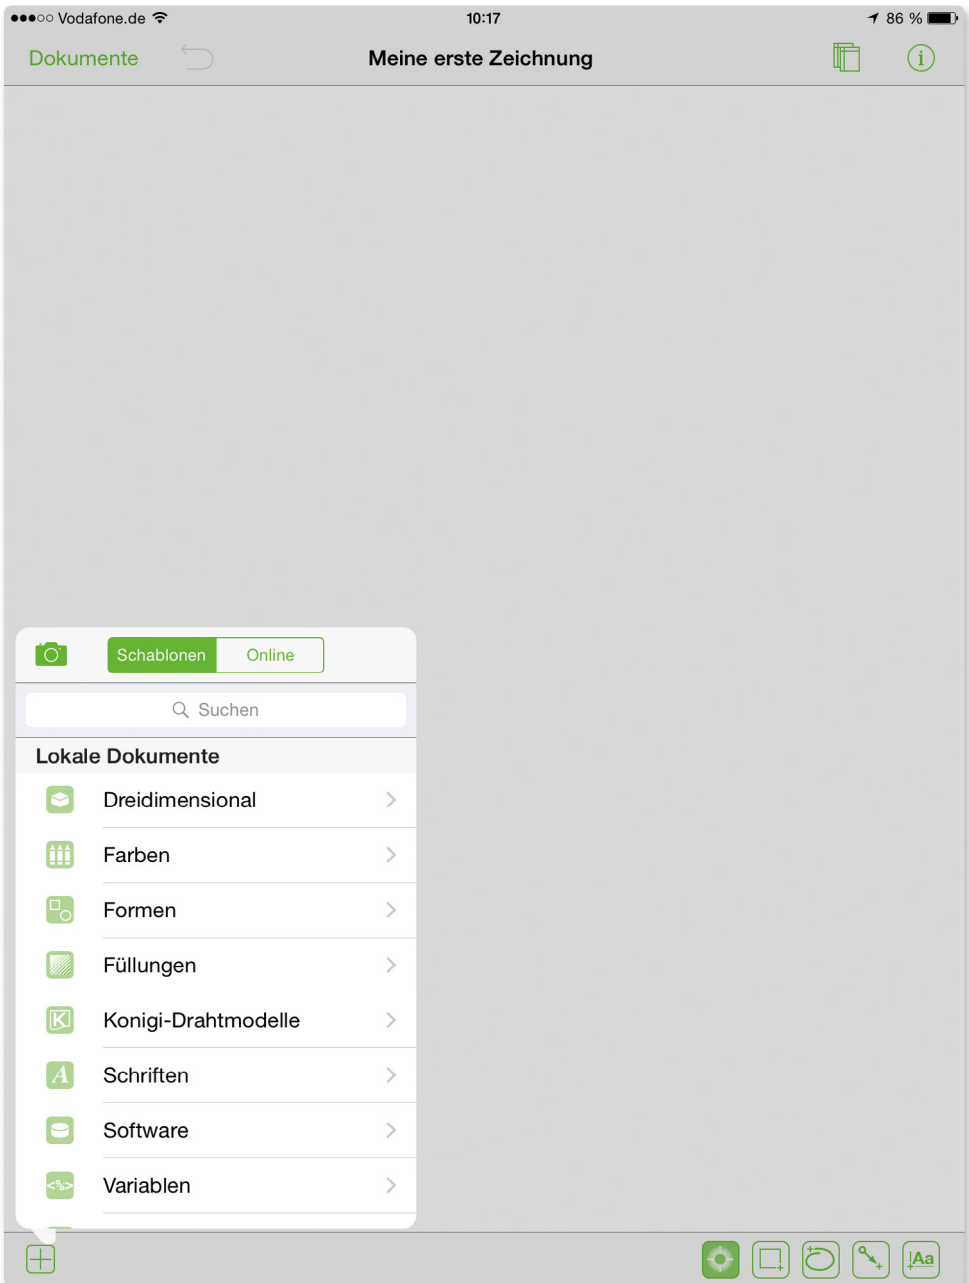 Vodafone.de 10:17 86 %
Dokumente Meine erste Zeichnung i
Schablonen Online
Suchen
Lokale Dokumente
Dreidimensional
Farben
Formen
Füllungen
K Konigi-Drahtmodelle
A Schriften
Software
<%> Variablen
Aa